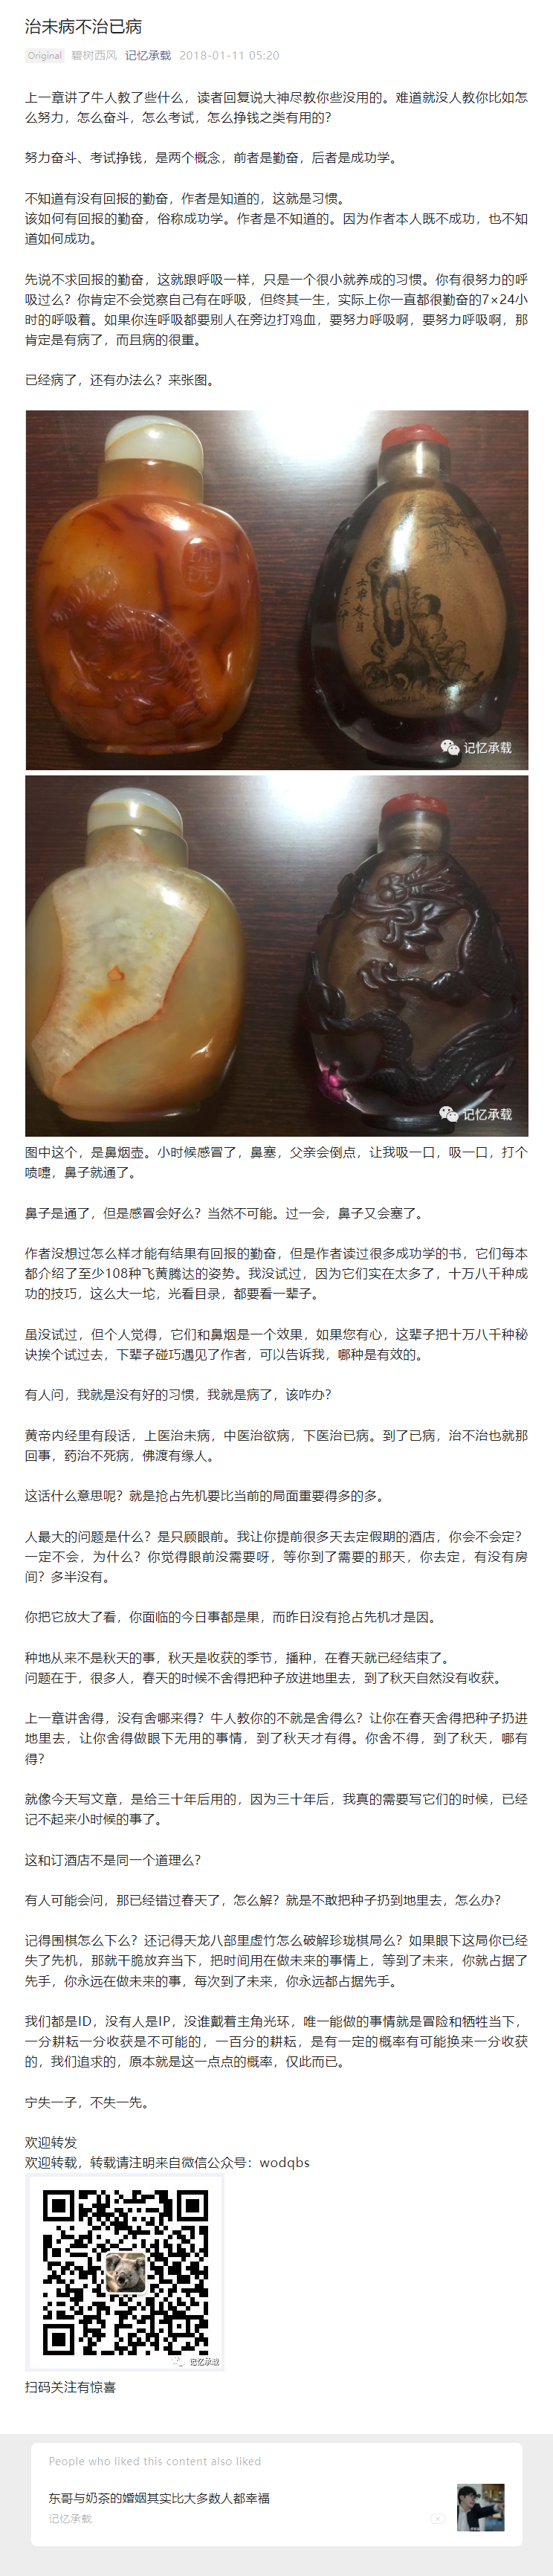 治未病不治已病
Original 碧树西风 记忆承载 2018-01-11 05:20
上一章讲了牛人教了些什么，读者回复说大神尽教你些没用的。难道就没人教你比如怎
么努力，怎么奋斗，怎么考试，怎么挣钱之类有用的？
努力奋斗、考试挣钱，是两个概念，前者是勤奋，后者是成功学。
不知道有没有回报的勤奋，作者是知道的，这就是习惯。
该如何有回报的勤奋，俗称成功学。作者是不知道的。因为作者本人既不成功，也不知
道如何成功。
先说不求回报的勤奋，这就跟呼吸一样，只是一个很小就养成的习惯。你有很努力的呼
吸过么？你肯定不会觉察自己有在呼吸，但终其一生，实际上你一直都很勤奋的7×24小
时的呼吸着。如果你连呼吸都要别人在旁边打鸡血，要努力呼吸啊，要努力呼吸啊，那
肯定是有病了，而且病的很重。
已经病了，还有办法么？来张图。
记忆承载
记忆承载
图中这个，是鼻烟壶。小时候感冒了，鼻塞，父亲会倒点，让我吸一口，吸一口，打个
喷嚏，鼻子就通了。
鼻子是通了，但是感冒会好么？当然不可能。过一会，鼻子又会塞了。
作者没想过怎么样才能有结果有回报的勤奋，但是作者读过很多成功学的书，它们每本
都介绍了至少108种飞黄腾达的姿势。我没试过，因为它们实在太多了，十万八千种成
功的技巧，这么大一坨，光看目录，都要看一辈子。
虽没试过，但个人觉得，它们和鼻烟是一个效果，如果您有心，这辈子把十万八千种秘
诀挨个试过去，下辈子碰巧遇见了作者，可以告诉我，哪种是有效的。
有人问，我就是没有好的习惯，我就是病了，该咋办？
黄帝内经里有段话，上医治未病，中医治欲病，下医治已病。到了已病，治不治也就那
回事，药治不死病，佛渡有缘人。
这话什么意思呢？就是抢占先机要比当前的局面重要得多的多。
人最大的问题是什么？是只顾眼前。我让你提前很多天去定假期的酒店，你会不会定？
一定不会，为什么？你觉得眼前没需要呀，等你到了需要的那天，你去定，有没有房
间？多半没有。
你把它放大了看，你面临的今日事都是果，而昨日没有抢占先机才是因。
种地从来不是秋天的事，秋天是收获的季节，播种，在春天就已经结束了。
问题在于，很多人，春天的时候不舍得把种子放进地里去，到了秋天自然没有收获。
上一章讲舍得，没有舍哪来得？牛人教你的不就是舍得么？让你在春天舍得把种子扔进
地里去，让你舍得做眼下无用的事情，到了秋天才有得。你舍不得，到了秋天，哪有
得？
就像今天写文章，是给三十年后用的，因为三十年后，我真的需要写它们的时候，已经
记不起来小时候的事了。
这和订酒店不是同一个道理么？
有人可能会问，那已经错过春天了，怎么解？就是不敢把种子扔到地里去，怎么办？
记得围棋怎么下么？还记得天龙八部里虚竹怎么破解珍珑棋局么？如果眼下这局你已经
失了先机，那就干脆放弃当下，把时间用在做未来的事情上，等到了未来，你就占据了
先手，你永远在做未来的事，每次到了未来，你永远都占据先手。
我们都是ID，没有人是IP，没谁戴着主角光环，唯一能做的事情就是冒险和牺牲当下，
一分耕耘一分收获是不可能的，一百分的耕耘，是有一定的概率有可能换来一分收获
的，我们追求的，原本就是这一点点的概率，仅此而已。
宁失一子，不失一先。
欢迎转发
欢迎转载，转载请注明来自微信公众号：wodqbs
记忆承载
扫码关注有惊喜
People who liked this content also liked
东哥与奶茶的婚姻其实比大多数人都幸福
记忆承载